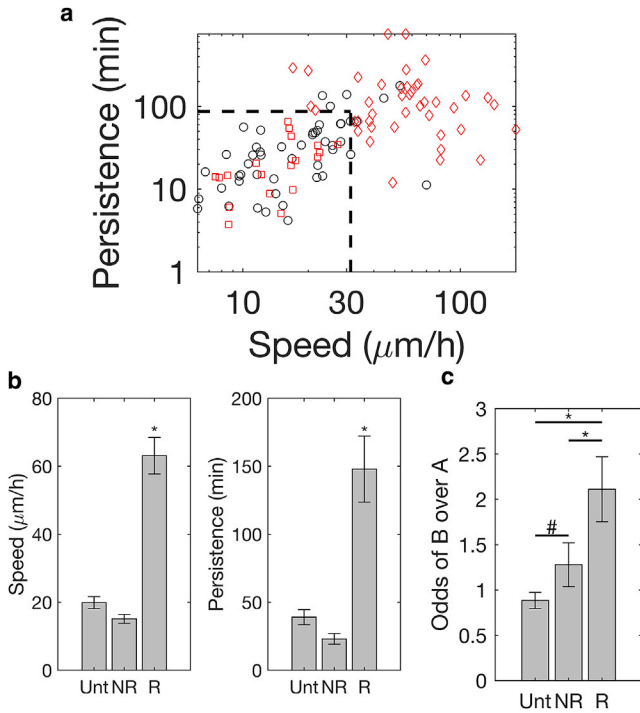 a
Persistence (min)
100
10
1
10
30
100
Speed (μm/h)
b
80
60
40
20
0
Speed (μm/h)
*
Unt NR R
200
150
100
50
0
Persistence (min)
*
Unt NR R
c
3
2.5
2
1.5
1
0.5
0
Odds of B over A
*
*
#
Unt NR R